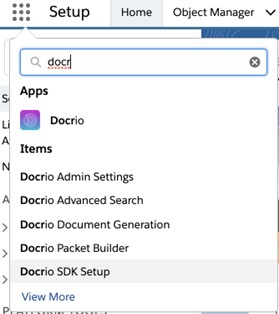 Setup
Home
Object Manager
docr
Apps
Docrio
Items
Docrio Admin Settings
Docrio Advanced Search
Docrio Document Generation
Docrio Packet Builder
Docrio SDK Setup
View More